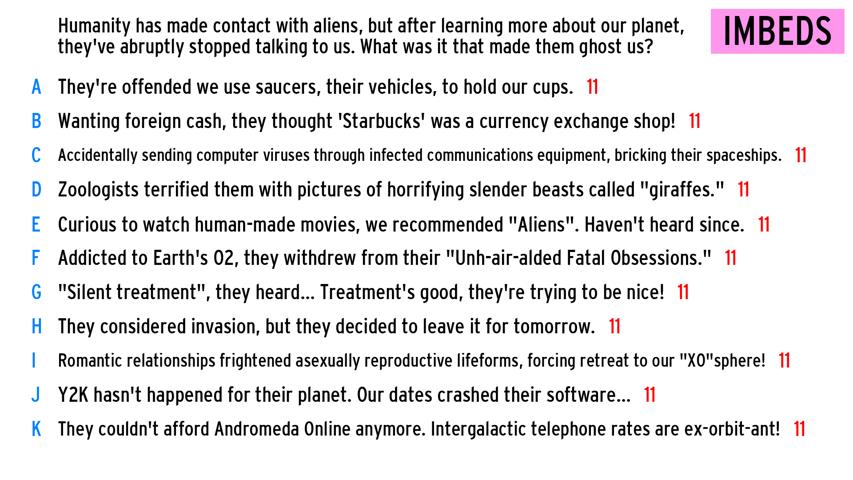 Humanity has made contact with aliens, but after learning more about our planet,
they've abruptly stopped talking to us. What was it that made them ghost us?
IMBEDS
A They're offended we use saucers, their vehicles, to hold our cups. 11
B Wanting foreign cash, they thought 'Starbucks' was a currency exchange shop! 11
C Accidentally sending computer viruses through infected communications equipment, bricking their spaceships. 11
D Zoologists terrified them with pictures of horrifying slender beasts called "giraffes." 11
E Curious to watch human-made movies, we recommended "Aliens". Haven't heard since. 11
F Addicted to Earth's O2, they withdrew from their "Unh-air-alded Fatal Obsessions." 11
G "Silent treatment", they heard... Treatment's good, they're trying to be nice! 11
H They considered invasion, but they decided to leave it for tomorrow. 11
I Romantic relationships frightened asexually reproductive lifeforms, forcing retreat to our "XO"sphere! 11
J Y2K hasn't happened for their planet. Our dates crashed their software... 11
K They couldn't afford Andromeda Online anymore. Intergalactic telephone rates are ex-orbit-ant! 11